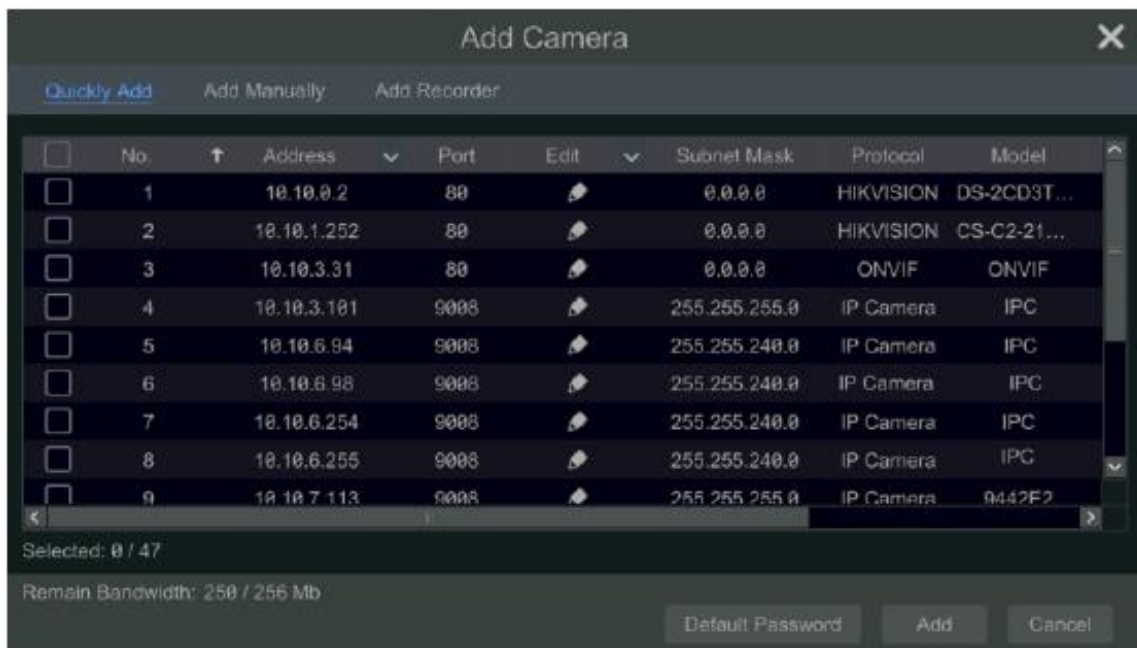 Add Camera
Quickly Add Add Manually Add Recorder
No. Address Port Edit Subnet Mask Protocol Model
1 10.10.0.2 80 0.0.0.0 HIKVISION DS-2CD3T...
2 10.10.1.252 80 0.0.0.0 HIKVISION CS-C2-21...
3 10.10.3.31 80 0.0.0.0 ONVIF ONVIF
4 10.10.3.101 9008 255.255.255.0 IP Camera IPC
5 10.10.6.94 9008 255.255.240.0 IP Camera IPC
6 10.10.6.98 9008 255.255.240.0 IP Camera IPC
7 10.10.6.254 9008 255.255.240.0 IP Camera IPC
8 10.10.6.255 9008 255.255.240.0 IP Camera IPC
9 10.10.7.113 9008 255.255.255.0 IP Camera 9442E2
Selected: 0 / 47
Remain Bandwidth: 250 / 256 Mb
Default Password Add Cancel